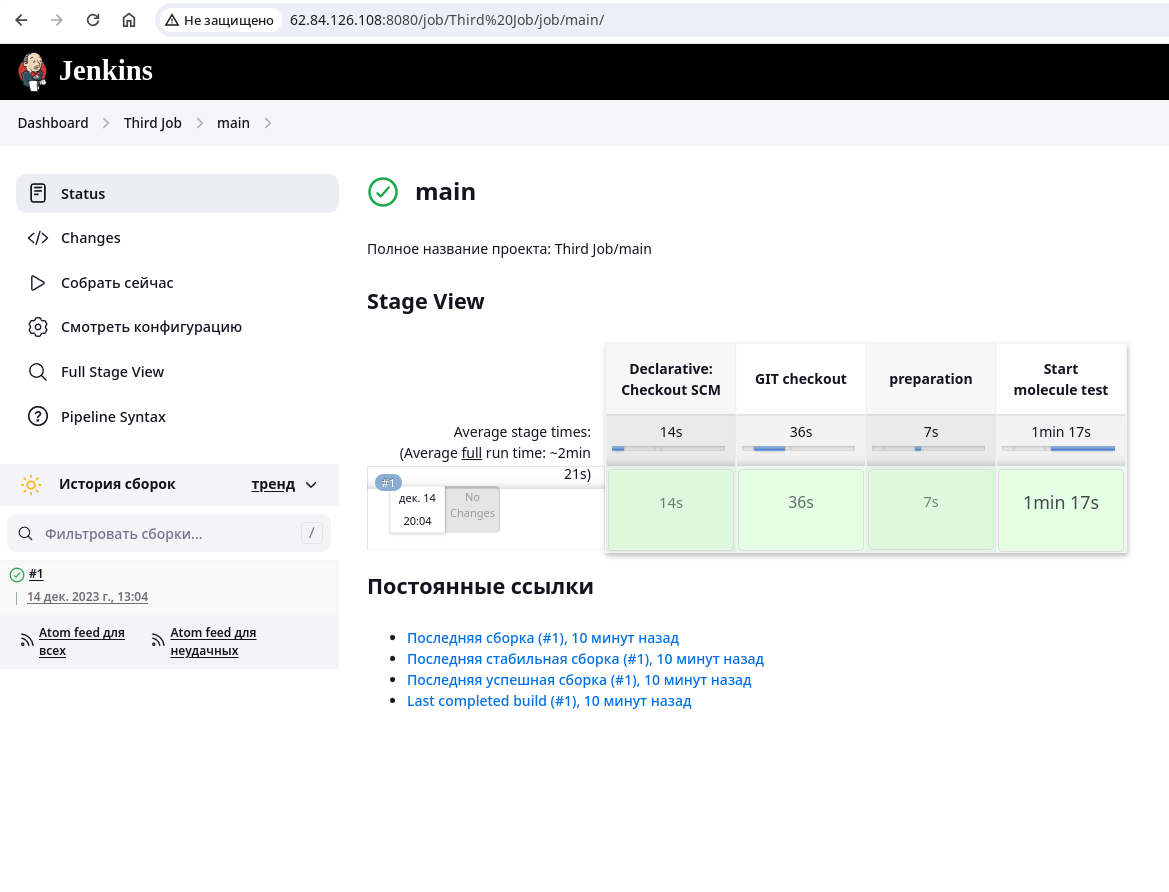 Не защищено 62.84.126.108:8080/job/Third%20Job/job/main/
Jenkins
Dashboard Third Job main
Status
Changes
Собрать сейчас
Смотреть конфигурацию
Full Stage View
Pipeline Syntax
История сборок тренд
Фильтровать сборки... /
#1
14 дек. 2023 г., 13:04
Atom feed для
всех
Atom feed для
неудачных
main
Полное название проекта: Third Job/main
Stage View
Declarative:
Checkout SCM
GIT checkout
preparation
Start
molecule test
Average stage times:
(Average full run time: ~2min
21s)
14s 36s 7s 1min 17s
#1
дек. 14
20:04
No
Changes
14s 36s 7s 1min 17s
Постоянные ссылки
Последняя сборка (#1), 10 минут назад
Последняя стабильная сборка (#1), 10 минут назад
Последняя успешная сборка (#1), 10 минут назад
Last completed build (#1), 10 минут назад